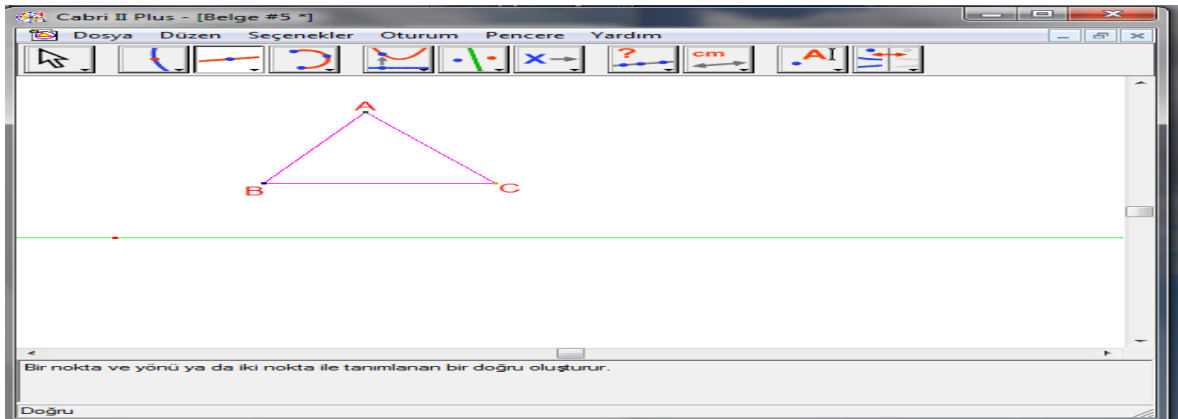 Cabri II Plus - [Belge #5 *]
Dosya Düzen Seçenekler Oturum Pencere Yardım
? cm A
A
B C
Bir nokta ve yönü ya da iki nokta ile tanımlanan bir doğru oluşturur.
Doğru